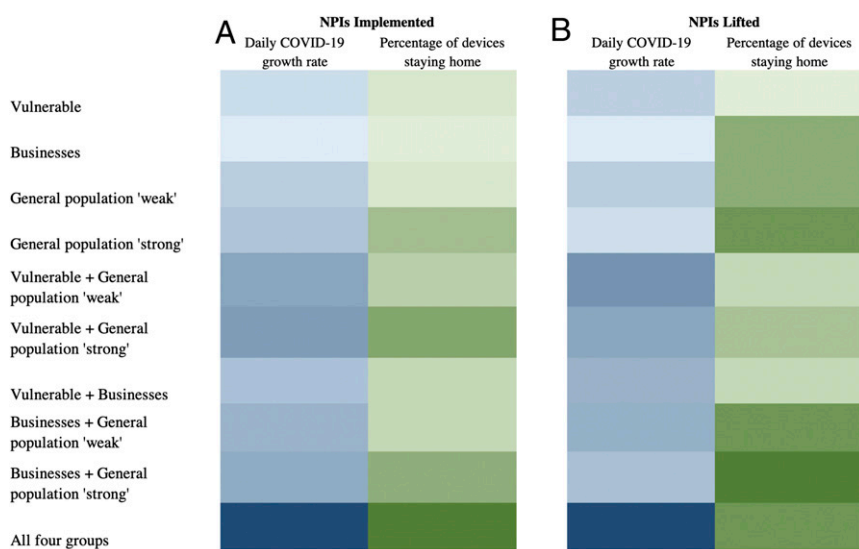 A
NPIs Implemented
Daily COVID-19 growth rate
Percentage of devices staying home
B
NPIs Lifted
Daily COVID-19 growth rate
Percentage of devices staying home
Vulnerable
Businesses
General population 'weak'
General population 'strong'
Vulnerable + General
population 'weak'
Vulnerable + General
population 'strong'
Vulnerable + Businesses
Businesses + General
population 'weak'
Businesses + General
population 'strong'
All four groups